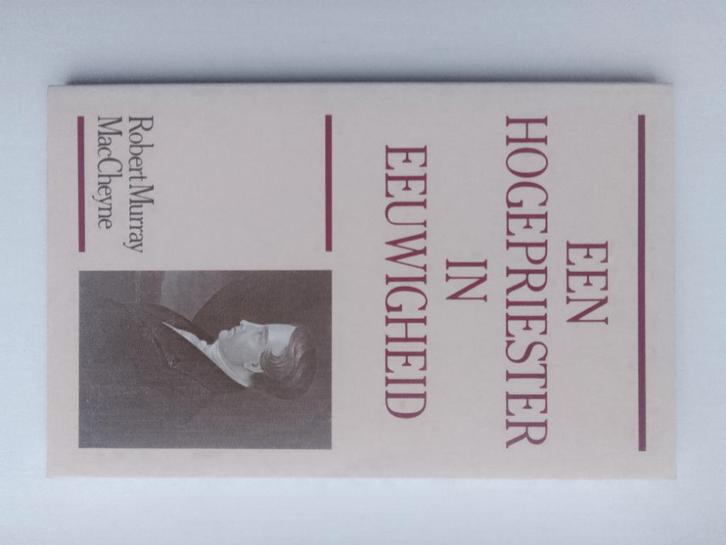 EEN
HOGEPRIESTER
IN
EEUWIGHEID
Robert Murray
MacCheyne